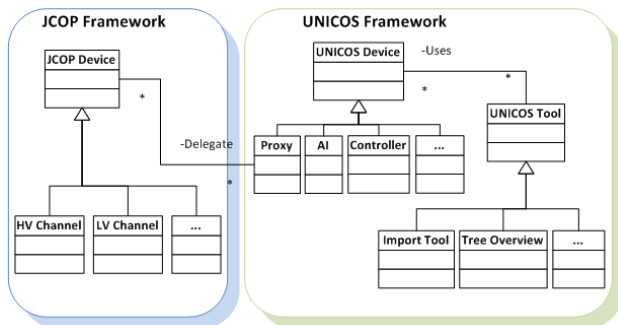 JCOP Framework
UNICOS Framework
JCOP Device
*
UNICOS Device
*
-Uses
*
UNICOS Tool
-Delegate
*
Proxy
AI
Controller
...
HV Channel
LV Channel
...
Import Tool
Tree Overview
...